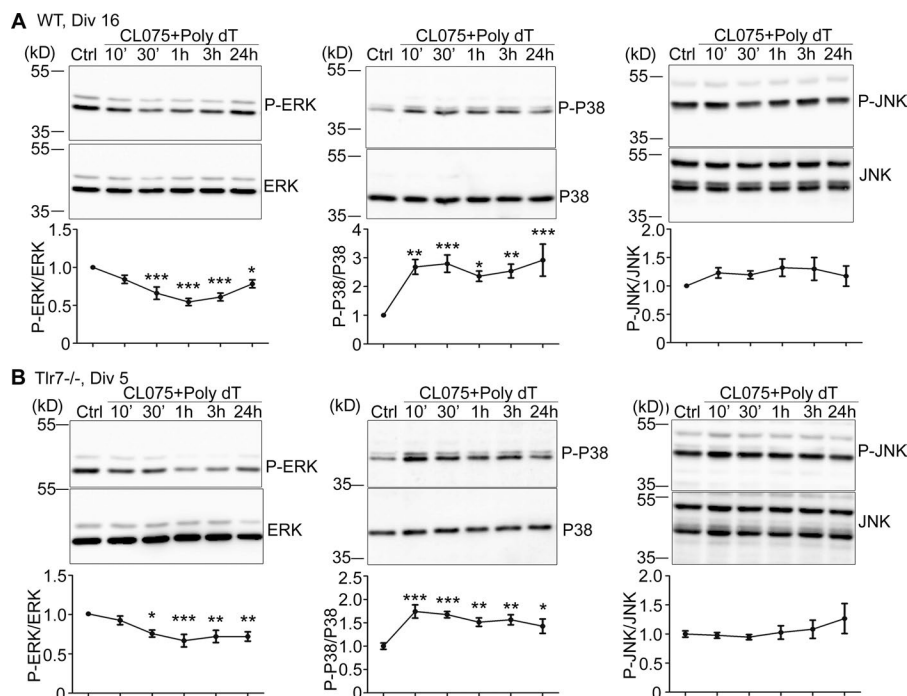 A WT, Div 16
CL075+Poly dT
(kD) Ctrl 10' 30' 1h 3h 24h
55
P-ERK
35
55
ERK
35
1.5
1.0
0.5
0
P-ERK/ERK
*** *** *** *
CL075+Poly dT
(kD) Ctrl 10' 30' 1h 3h 24h
55
P-P38
35
55
P38
35
4
3
2
1
0
P-P38/P38
** *** * ** ***
CL075+Poly dT
(kD) Ctrl 10' 30' 1h 3h 24h
55
P-JNK
35
55
JNK
35
2.0
1.5
1.0
0.5
0
P-JNK/JNK
B Tlr7-/-, Div 5
CL075+Poly dT
(kD) Ctrl 10' 30' 1h 3h 24h
55
P-ERK
55
ERK
1.5
1.0
0.5
0
P-ERK/ERK
* *** ** **
CL075+Poly dT
(kD) Ctrl 10' 30' 1h 3h 24h
P-P38
35
P38
35
2.5
2.0
1.5
1.0
0.5
0
P-P38/P38
*** *** ** ** *
CL075+Poly dT
(kD)) Ctrl 10' 30' 1h 3h 24h
55
P-JNK
35
55
JNK
35
2.0
1.5
1.0
0.5
0
P-JNK/JNK